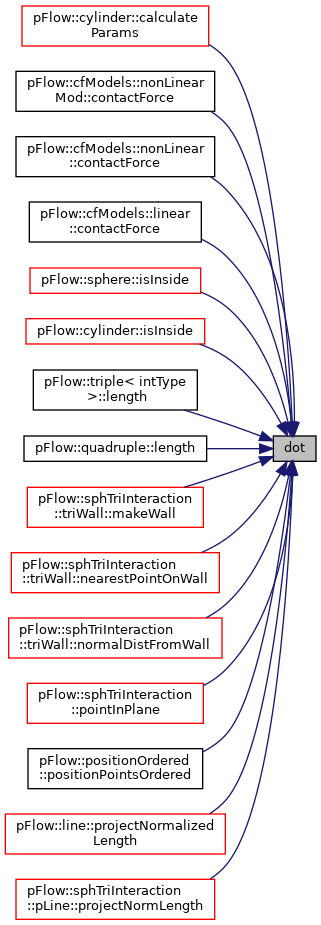 pFlow::cylinder::calculate
Params
pFlow::cfModels::nonLinear
Mod::contactForce
pFlow::cfModels::nonLinear
::contactForce
pFlow::cfModels::linear
::contactForce
pFlow::sphere::isInside
pFlow::cylinder::isInside
pFlow::triple< intType
>::length
dot
pFlow::quadruple::length
pFlow::sphTriInteraction
::triWall::makeWall
pFlow::sphTriInteraction
::triWall::nearestPointOnWall
pFlow::sphTriInteraction
::triWall::normalDistFromWall
pFlow::sphTriInteraction
::pointInPlane
pFlow::positionOrdered
::positionPointsOrdered
pFlow::line::projectNormalized
Length
pFlow::sphTriInteraction
::pLine::projectNormLength